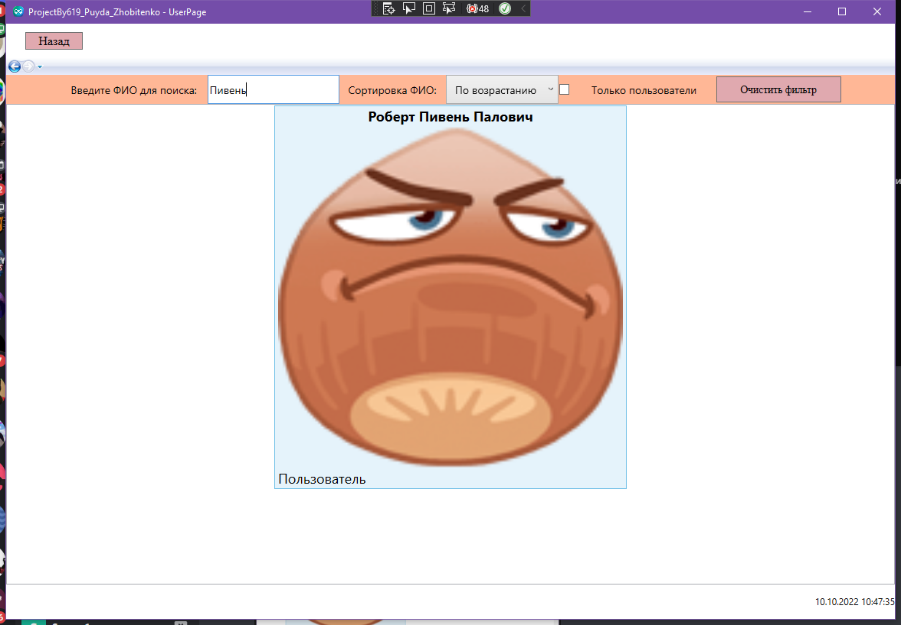 ProjectBy619_Puyda_Zhobitenko - UserPage
48
Назад
Введите ФИО для поиска: Пивень Сортировка ФИО: По возрастанию Только пользователи Очистить фильтр
Роберт Пивень Палович
Пользователь
10.10.2022 10:47:35